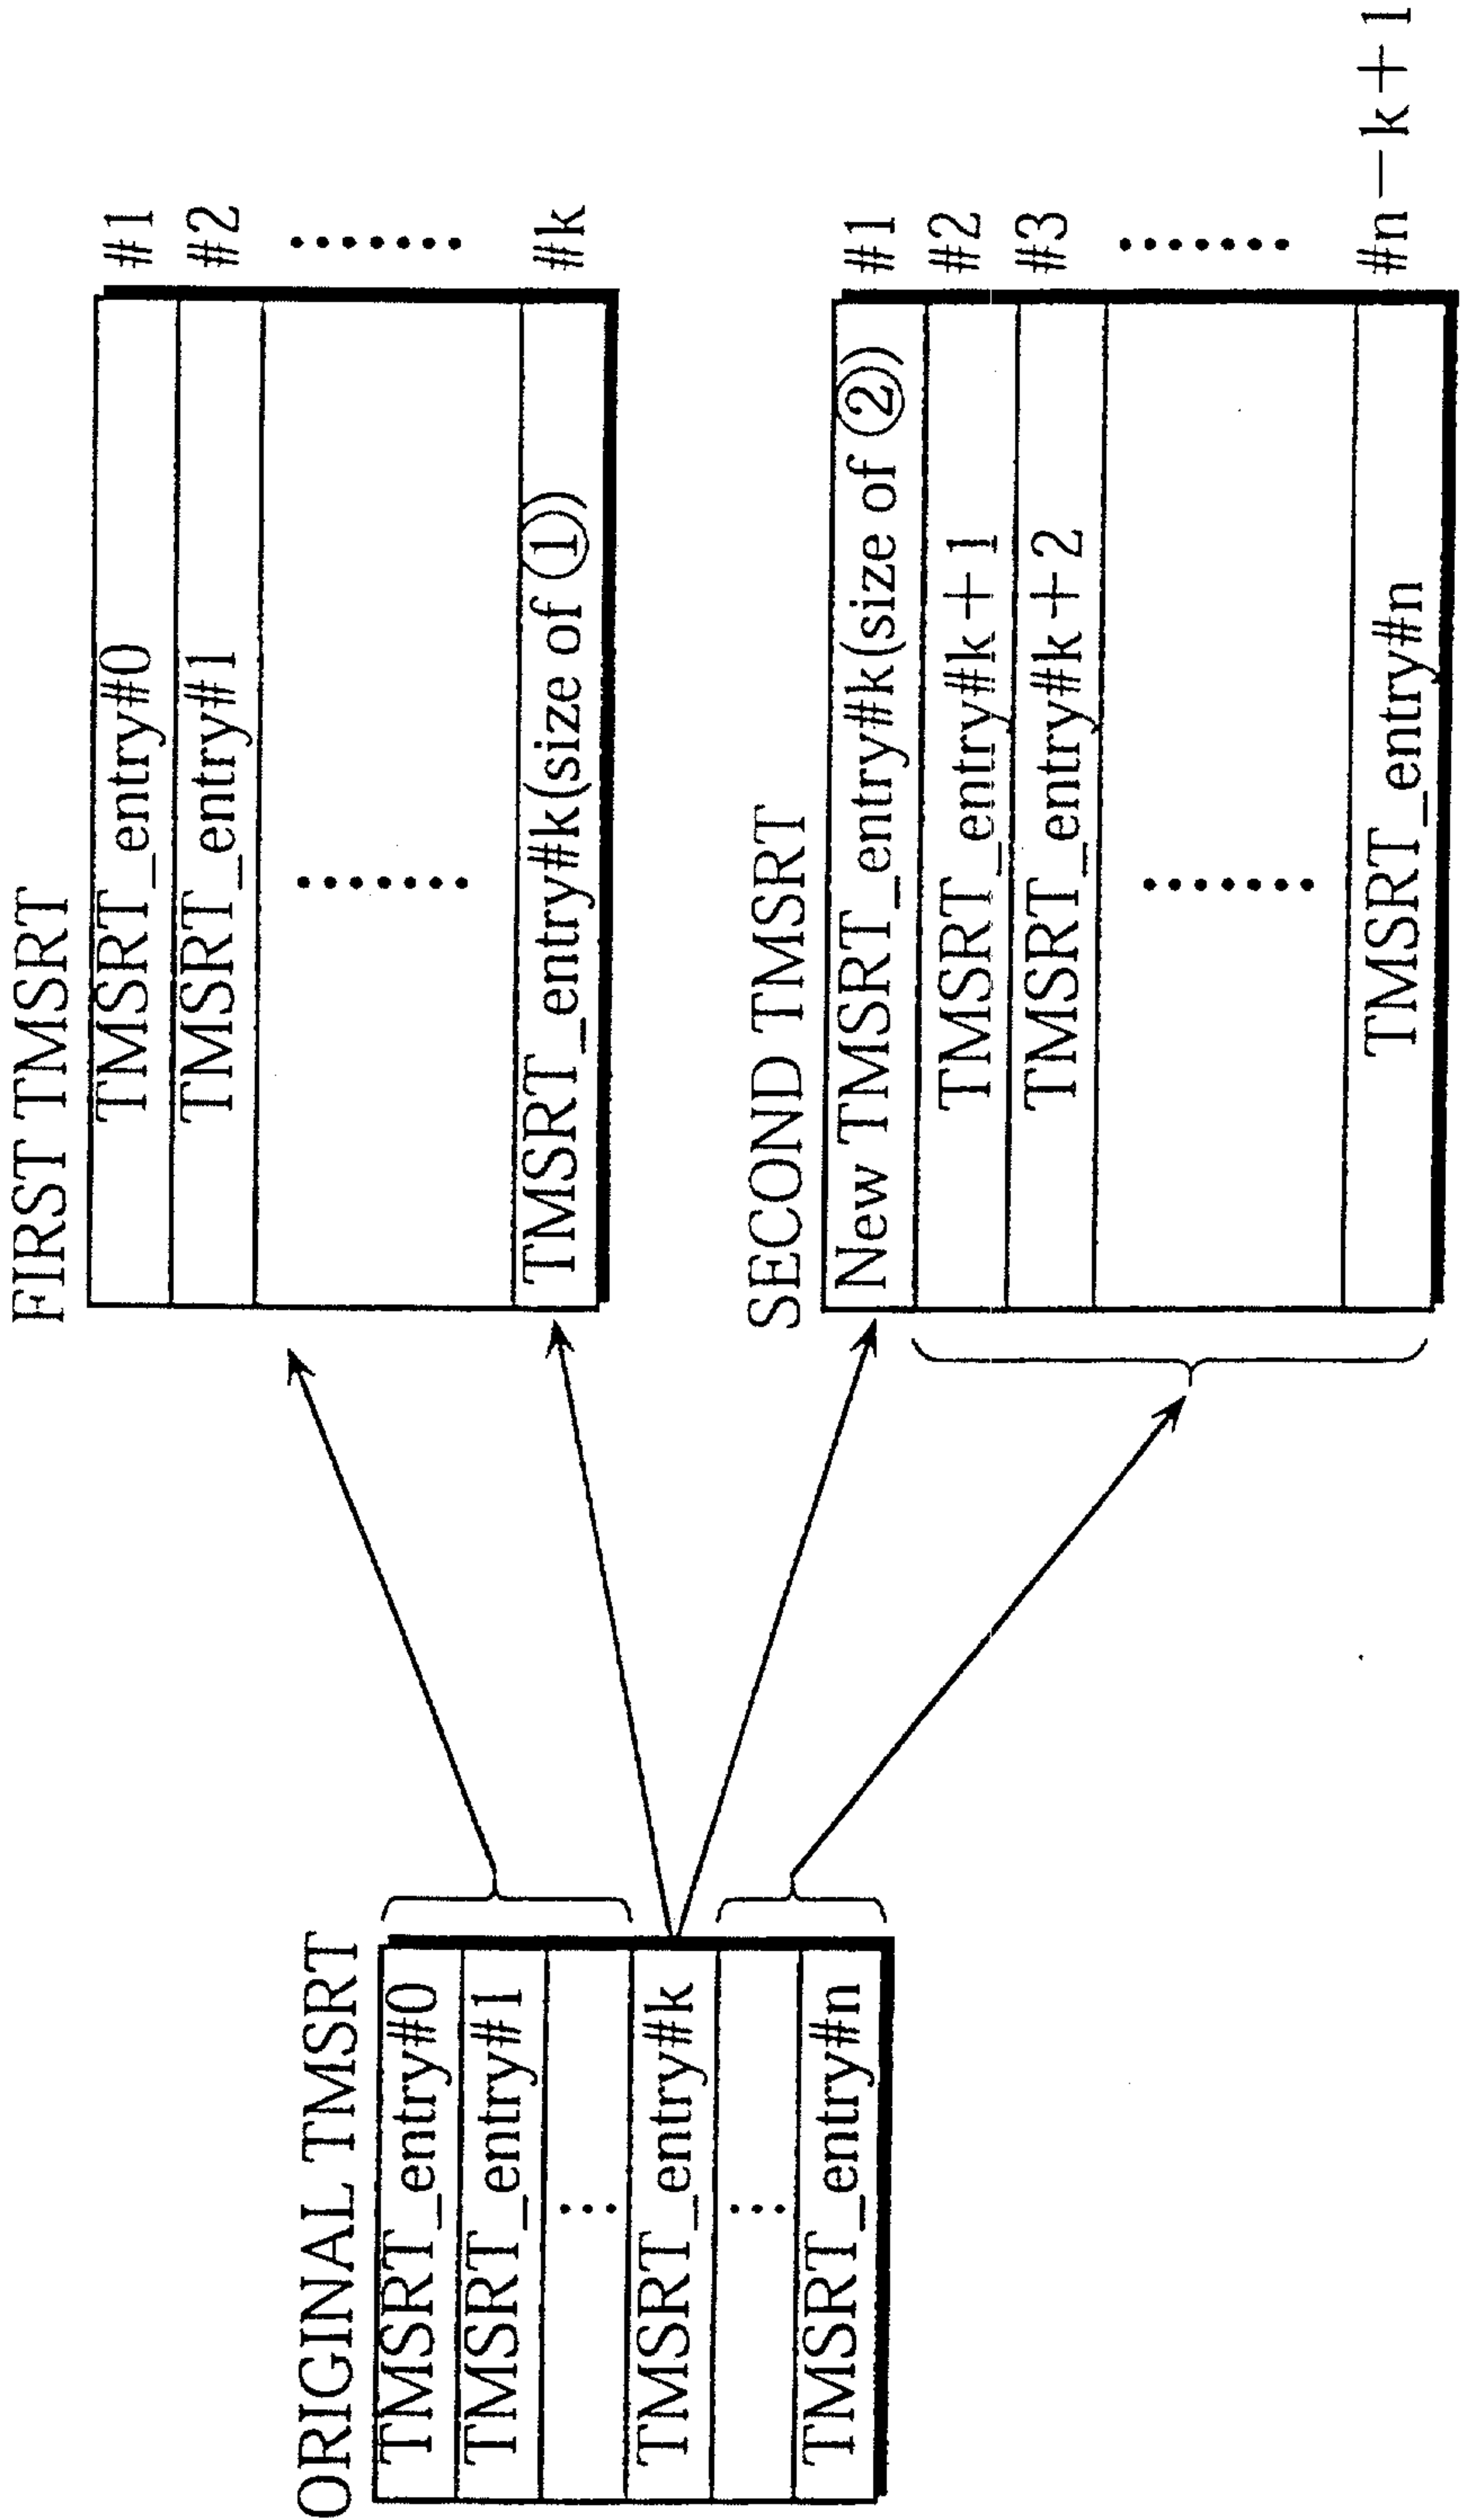 ORIGINAL TMSRT
TMSRT_entry#0
TMSRT_entry#1
TMSRT_entry#k
TMSRT_entry#n
FIRST TMSRT
TMSRT_entry#0 #1
TMSRT_entry#1 #2
TMSRT_entry#k(size of ①) #k
SECOND TMSRT
New TMSRT_entry#k(size of ②) #1
TMSRT_entry#k+1 #2
TMSRT_entry#k+2 #3
TMSRT_entry#n #n-k+1